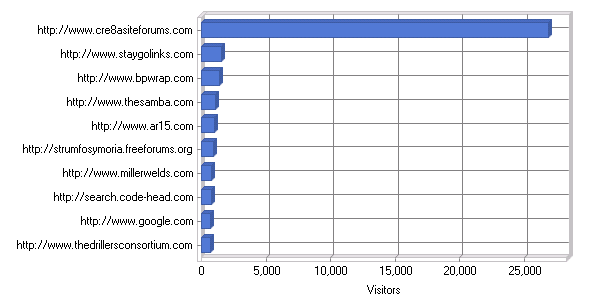 http://www.cre8asiteforums.com
http://www.staygolinks.com
http://www.bpwrap.com
http://www.thesamba.com
http://www.ar15.com
http://strumfosymoria.freeforums.org
http://www.millerwelds.com
http://search.code-head.com
http://www.google.com
http://www.thedrillersconsortium.com
0 5,000 10,000 15,000 20,000 25,000
Visitors